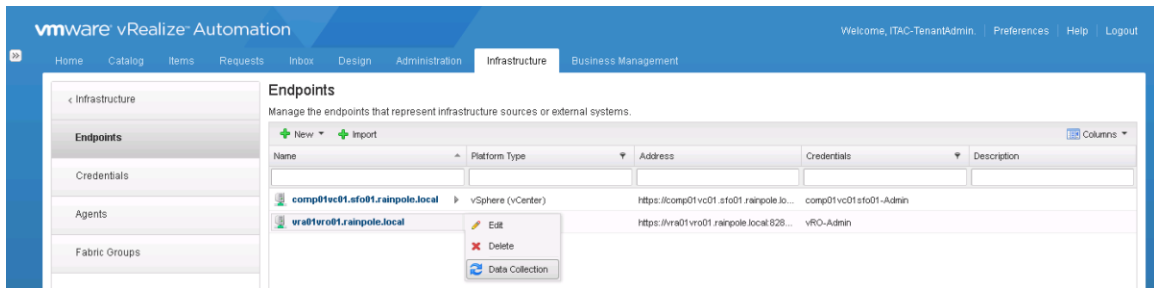 vmware vRealize™ Automation
Welcome, ITAC-TenantAdmin. Preferences Help Logout
Home Catalog Items Requests Inbox Design Administration Infrastructure Business Management
< Infrastructure
Endpoints
Credentials
Agents
Fabric Groups
Endpoints
Manage the endpoints that represent infrastructure sources or external systems.
New Import Columns
Name Platform Type Address Credentials Description
comp01vc01.sfo01.rainpole.local vSphere (vCenter) https://comp01vc01.sfo01.rainpole.lo... comp01vc01sfo01-Admin
vra01vro01.rainpole.local https://vra01vro01.rainpole.local:828... vRO-Admin
Edit
Delete
Data Collection